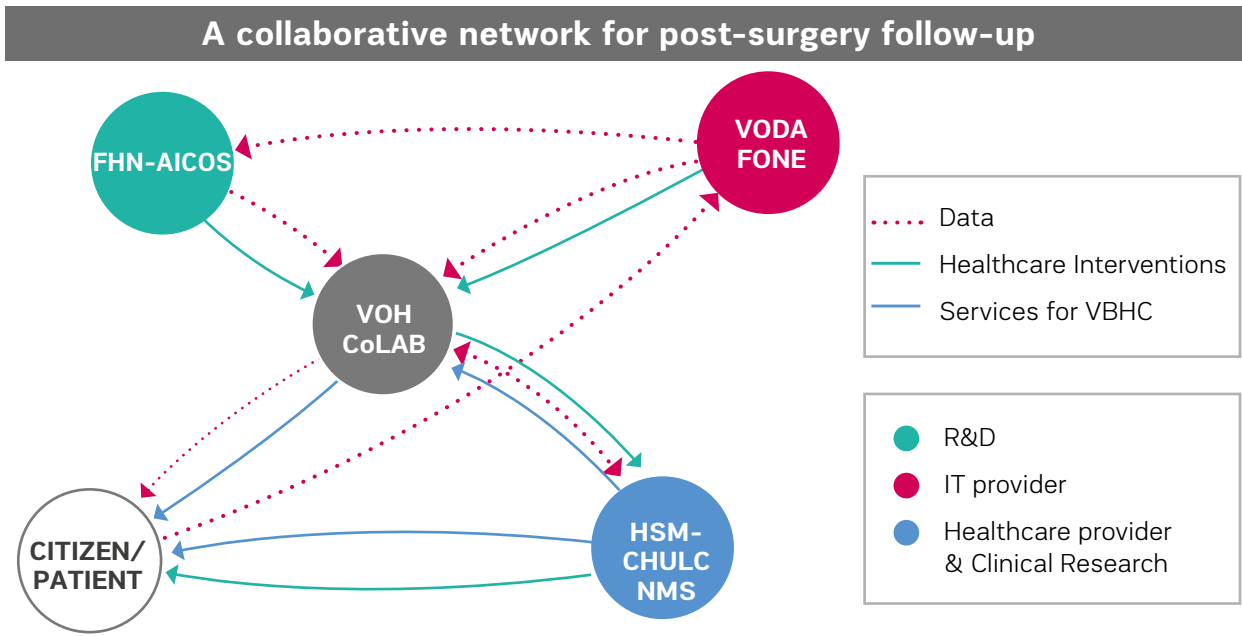 A collaborative network for post-surgery follow-up
FHN-AICOS
VODA
FONE
VOH
CoLAB
CITIZEN/
PATIENT
HSM-
CHULC
NMS
Data
Healthcare Interventions
Services for VBHC
R&D
IT provider
Healthcare provider
& Clinical Research